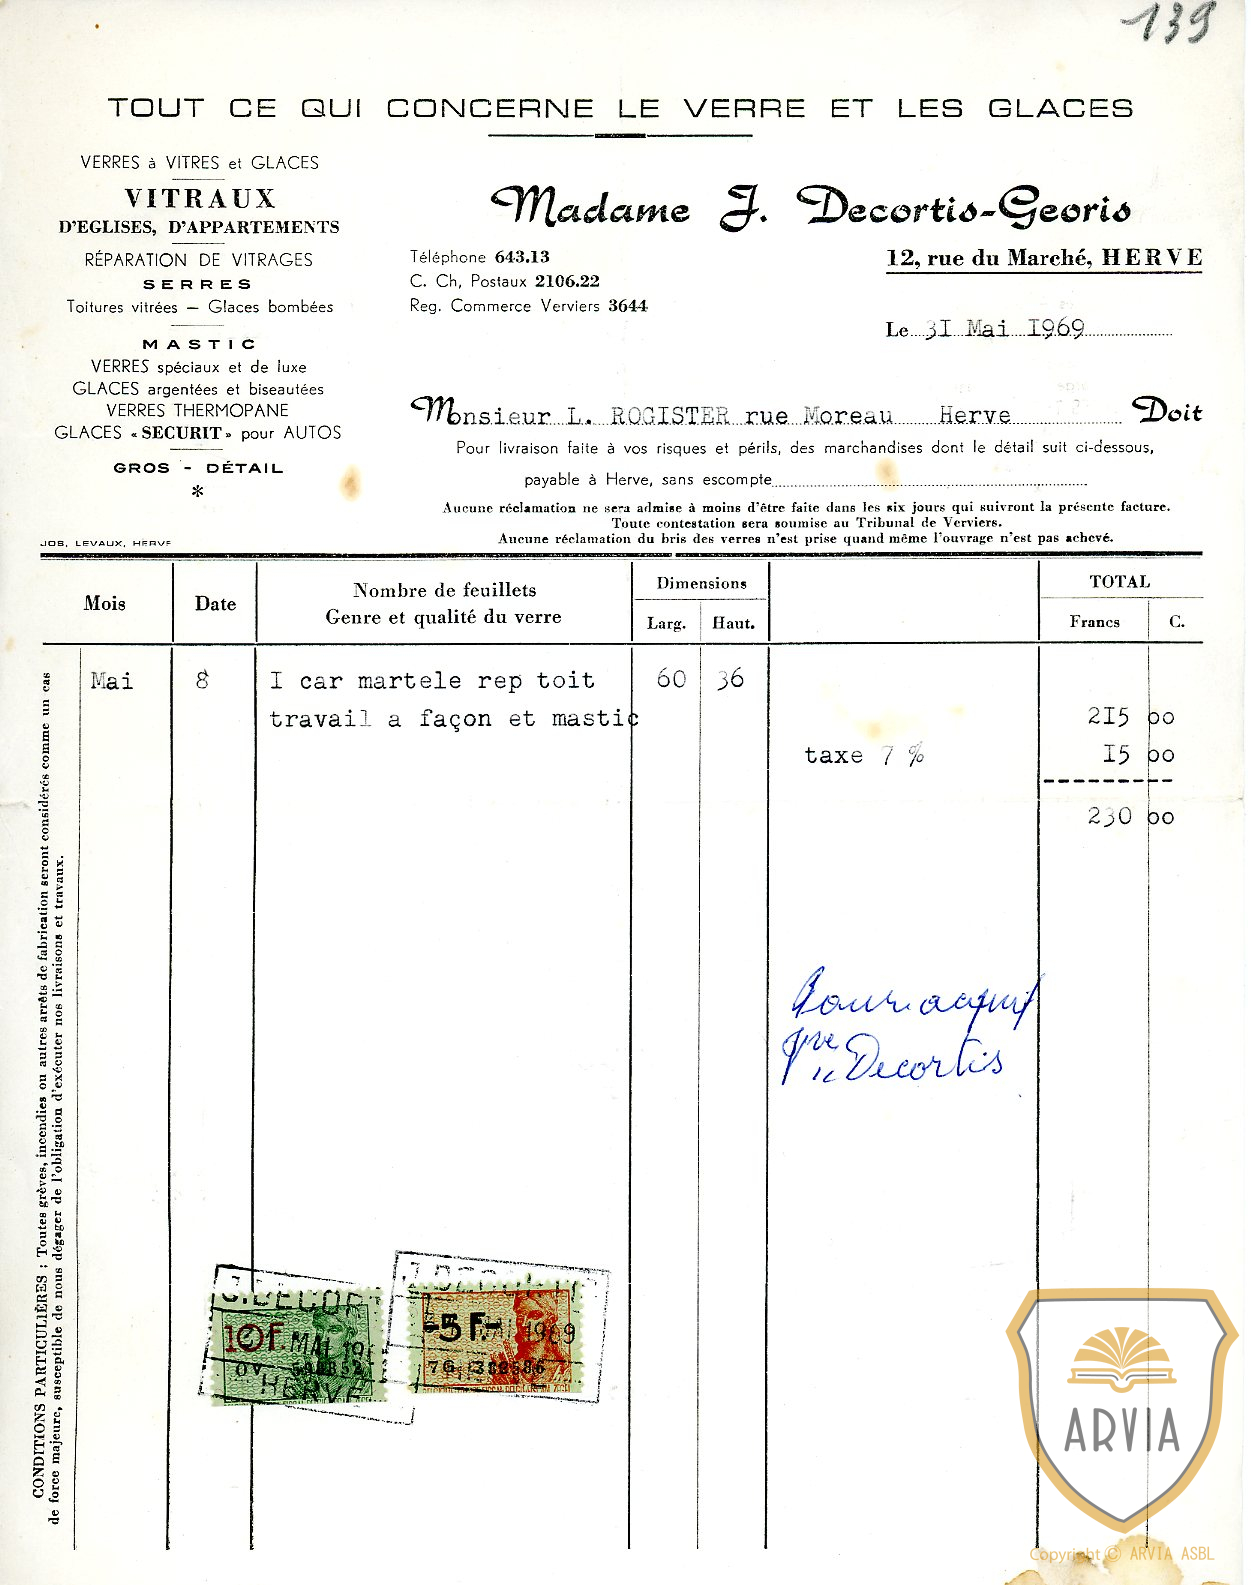 139
TOUT CE QUI CONCERNE LE VERRE ET LES GLACES
VERRES à VITRES et GLACES
VITRAUX
D'EGLISES, D'APPARTEMENTS
RÉPARATION DE VITRAGES
SERRES
Toitures vitrées — Glaces bombées
MASTIC
VERRES spéciaux et de luxe
GLACES argentées et biseautées
VERRES THERMOPANE
GLACES « SECURIT » pour AUTOS
GROS - DÉTAIL
*
JOS. LEVAUX, HERVE
Madame J. Decortis-Georis
Téléphone 643.13
C. Ch, Postaux 2106.22
Reg. Commerce Verviers 3644
12, rue du Marché, HERVE
Le 31 Mai 1969
Monsieur L. ROGISTER rue Moreau Herve Doit
Pour livraison faite à vos risques et périls, des marchandises dont le détail suit ci-dessous,
payable à Herve, sans escompte
Aucune réclamation ne sera admise à moins d'être faite dans les six jours qui suivront la présente facture.
Toute contestation sera soumise au Tribunal de Verviers.
Aucune réclamation du bris des verres n'est prise quand même l'ouvrage n'est pas achevé.
Mois Date Nombre de feuillets Dimensions TOTAL
Genre et qualité du verre Larg. Haut. Francs C.
Mai 8 I car martele rep toit 60 36
travail a façon et mastic 215 00
taxe 7 % 15 00
230 00
Pour acquit
Decortis
CONDITIONS PARTICULIÈRES : Toutes grèves, incendies ou autres arrêts de fabrication seront considérés comme un cas
de force majeure, susceptible de nous dégager de l'obligation d'exécuter nos livraisons et travaux.
J. DECORT
10 F.
31 MAI 196
HERVE
-5 F.-
1969
ARVIA
Copyright © ARVIA ASBL